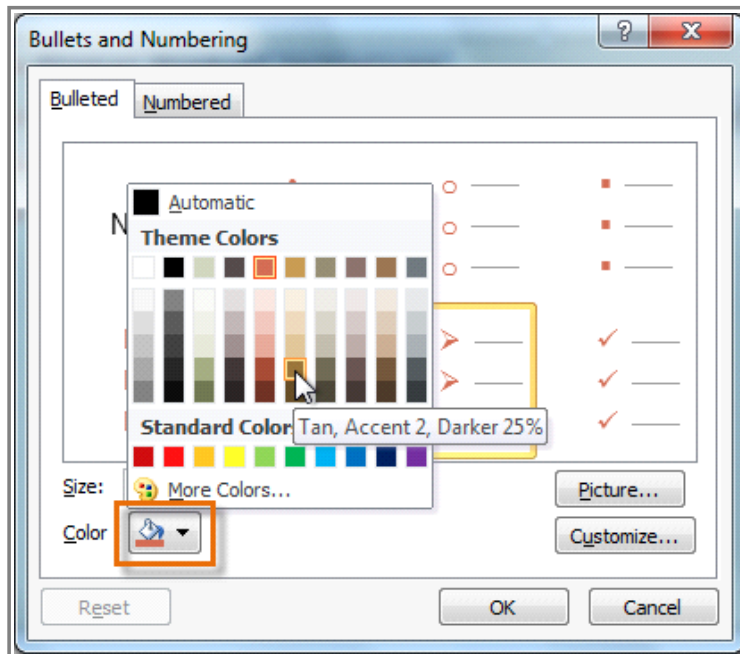 Bullets and Numbering
Bulleted Numbered
N
Automatic
Theme Colors
Tan, Accent 2, Darker 25%
Standard Color
Size:
More Colors...
Picture...
Color
Customize...
Reset OK Cancel